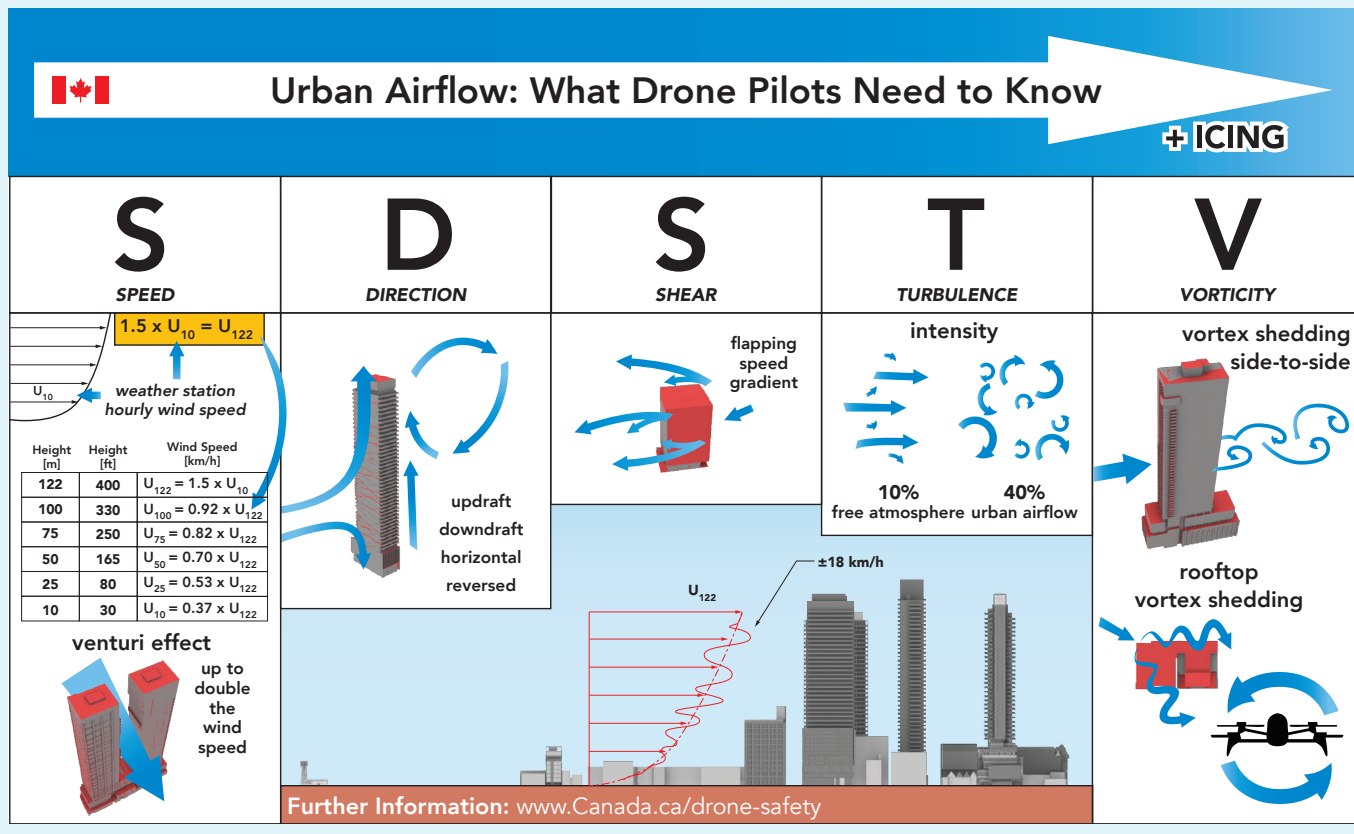 Urban Airflow: What Drone Pilots Need to Know
+ ICING
S
SPEED
1.5 x U10 = U122
U10
weather station
hourly wind speed
Height [m] Height [ft] Wind Speed [km/h]
122 400 U122 = 1.5 x U10
100 330 U100 = 0.92 x U122
75 250 U75 = 0.82 x U122
50 165 U50 = 0.70 x U122
25 80 U25 = 0.53 x U122
10 30 U10 = 0.37 x U122
venturi effect
up to
double
the
wind
speed
D
DIRECTION
updraft
downdraft
horizontal
reversed
S
SHEAR
flapping
speed
gradient
T
TURBULENCE
intensity
10%
free atmosphere
40%
urban airflow
U122
±18 km/h
V
VORTICITY
vortex shedding
side-to-side
rooftop
vortex shedding
Further Information: www.Canada.ca/drone-safety